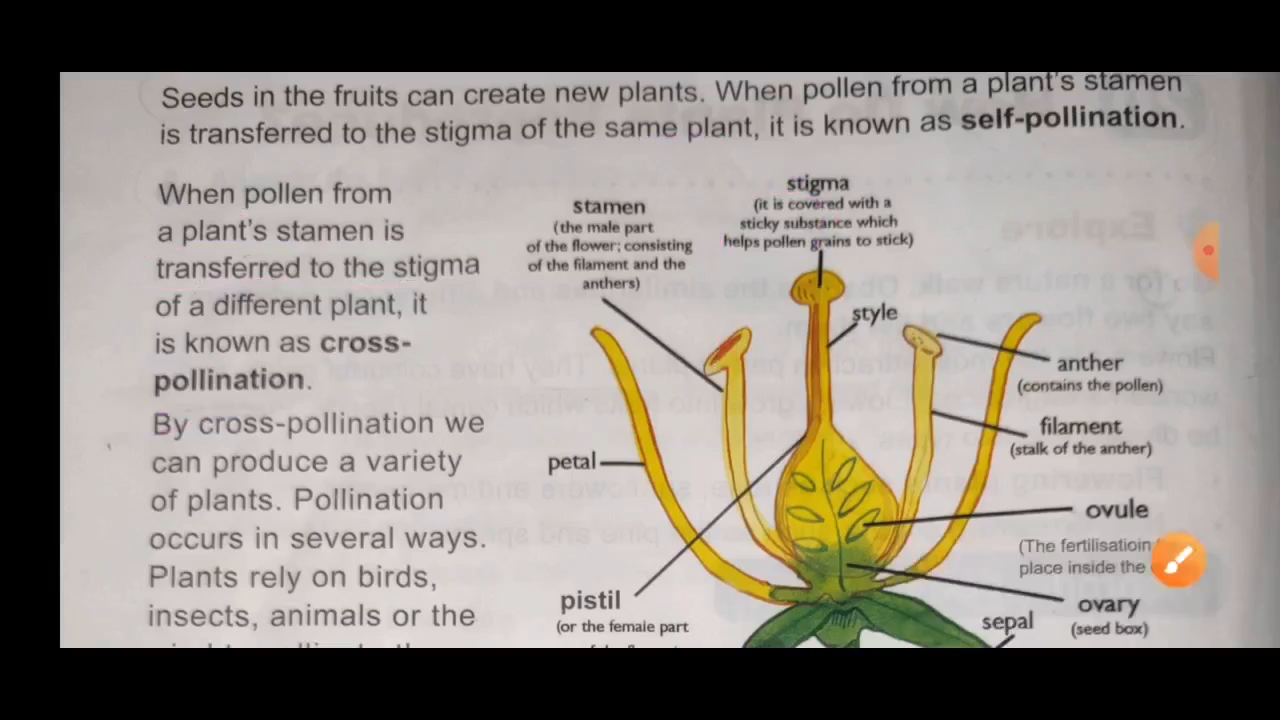 Seeds in the fruits can create new plants. When pollen from a plant's stamen
is transferred to the stigma of the same plant, it is known as self-pollination.
When pollen from
a plant's stamen is
transferred to the stigma
of a different plant, it
is known as cross-
pollination.
By cross-pollination we
can produce a variety
of plants. Pollination
occurs in several ways.
Plants rely on birds,
insects, animals or the
stamen
(the male part
of the flower; consisting
of the filament and the
anthers)
stigma
(it is covered with a
sticky substance which
helps pollen grains to stick)
style
anther
(contains the pollen)
filament
(stalk of the anther)
petal
ovule
(The fertilisatioin
place inside the
pistil
(or the female part
ovary
(seed box)
sepal